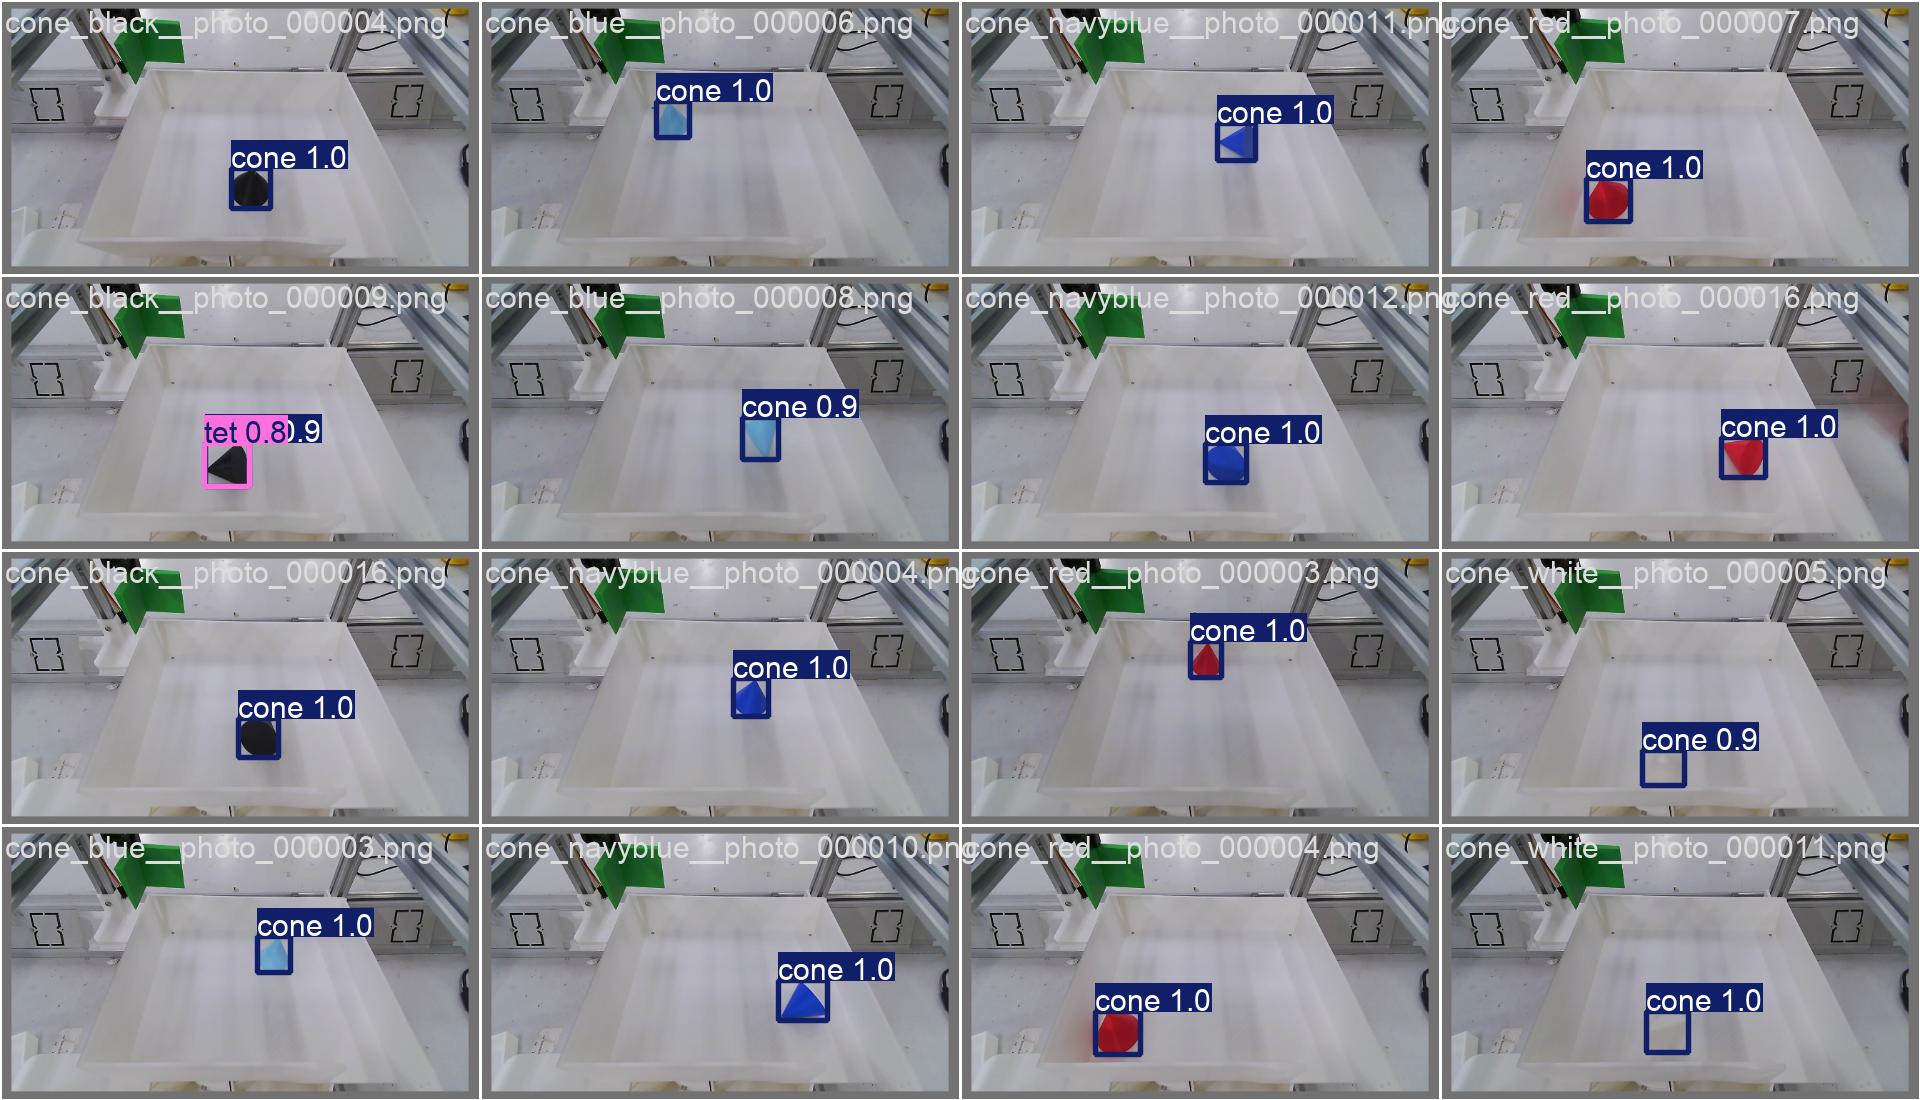 cone_black__photo_000004.png
cone 1.0
cone_blue__photo_000006.png
cone 1.0
cone_navyblue__photo_000011.png
cone 1.0
cone_red__photo_000007.png
cone 1.0
cone_black__photo_000009.png
tet 0.8
0.9
cone_blue__photo_000008.png
cone 0.9
cone_navyblue__photo_000012.png
cone 1.0
cone_red__photo_000016.png
cone 1.0
cone_black__photo_000016.png
cone 1.0
cone_navyblue__photo_000004.png
cone 1.0
cone_red__photo_000003.png
cone 1.0
cone_white__photo_000005.png
cone 0.9
cone_blue__photo_000003.png
cone 1.0
cone_navyblue__photo_000010.png
cone 1.0
cone_red__photo_000004.png
cone 1.0
cone_white__photo_000011.png
cone 1.0